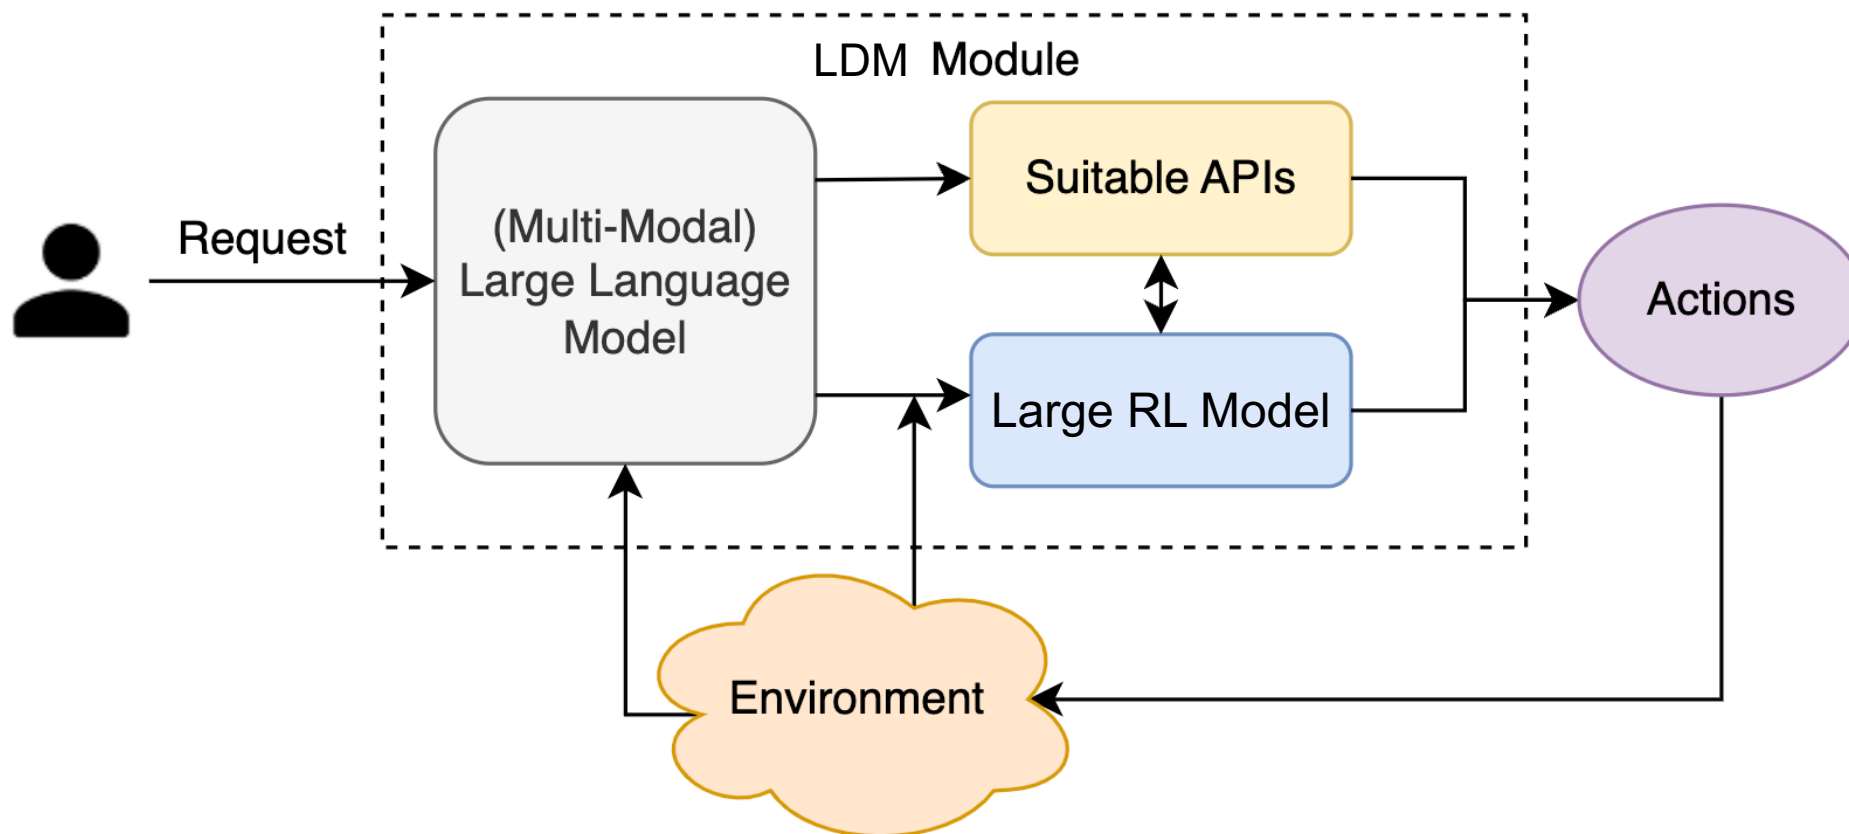 LDM Module
Request
(Multi-Modal)
Large Language
Model
Suitable APIs
Large RL Model
Actions
Environment